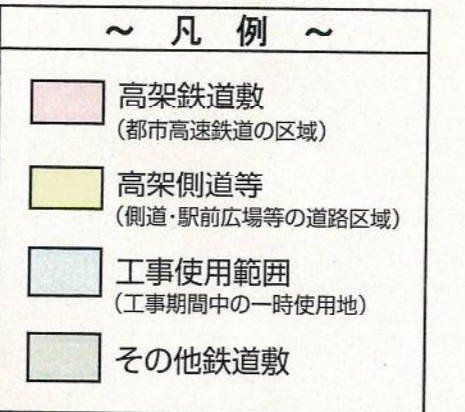 ～ 凡 例 ～
高架鉄道敷
（都市高速鉄道の区域）
高架側道等
（側道・駅前広場等の道路区域）
工事使用範囲
（工事期間中の一時使用地）
その他鉄道敷